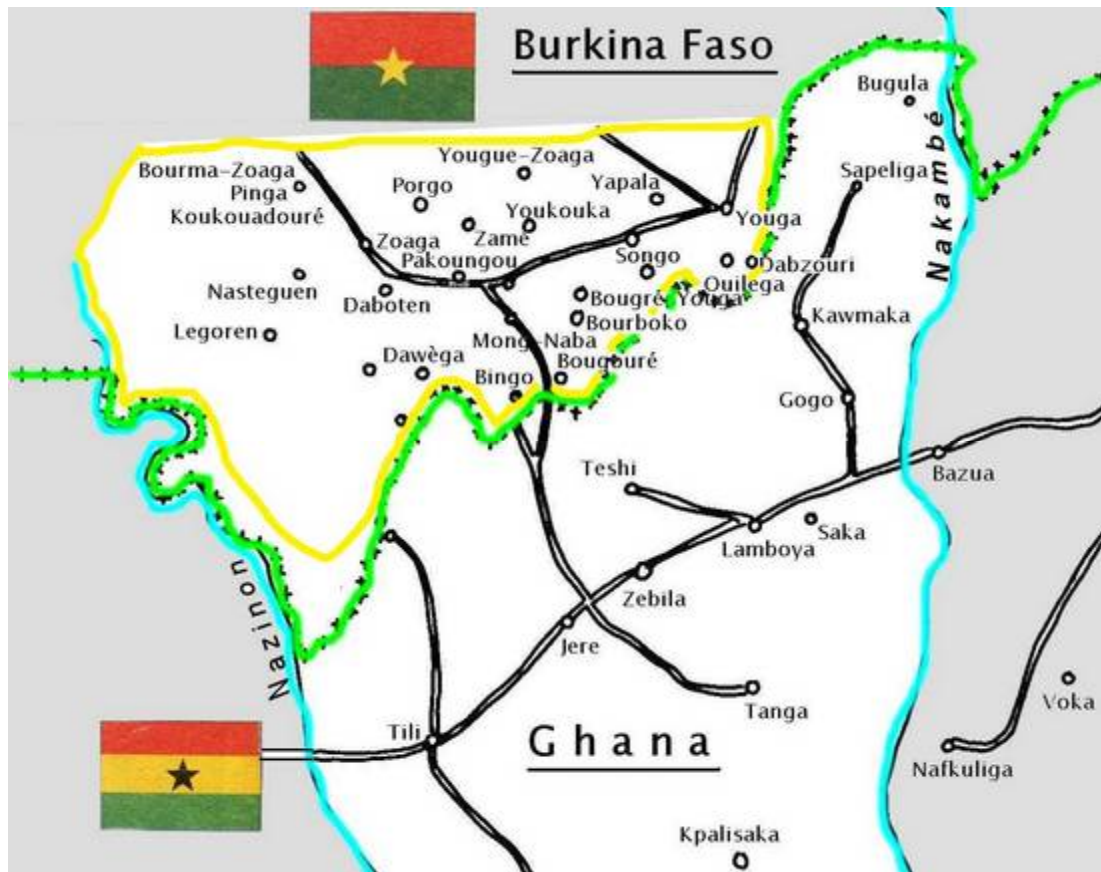 Burkina Faso
Bugula
Nakambé
Yougue-Zoaga
Bourma-Zoaga
Pinga
Porgo
Yapala
Sapeliga
Koukouadouré
Youkouka
Youga
Zoaga
Zamé
Pakoungou
Songo
Dabzouri
Ouilega
Nasteguen
Daboten
Bougré Youga
Kawmaka
Legoren
Bourboko
Mong-Naba
Dawèga
Bougouré
Bingo
Gogo
Teshi
Bazua
Lamboya
Saka
Zebila
Nazinon
Jere
Voka
Tanga
Tili
Ghana
Nafkuliga
Kpalisaka